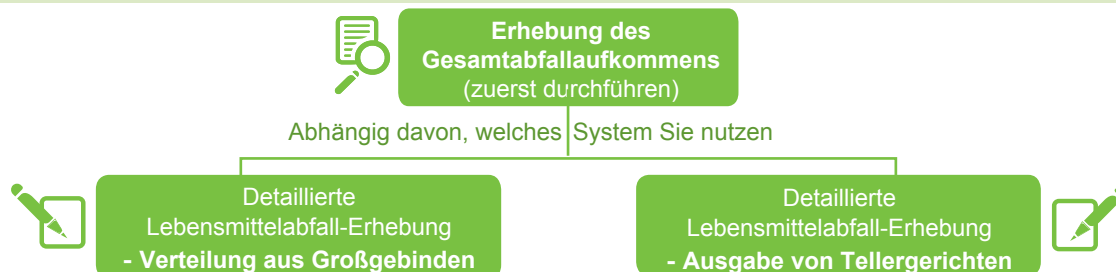 Erhebung des
Gesamtabfallaufkommens
(zuerst durchführen)
Abhängig davon, welches System Sie nutzen
Detaillierte
Lebensmittelabfall-Erhebung
- Verteilung aus Großgebinden
Detaillierte
Lebensmittelabfall-Erhebung
- Ausgabe von Tellergerichten